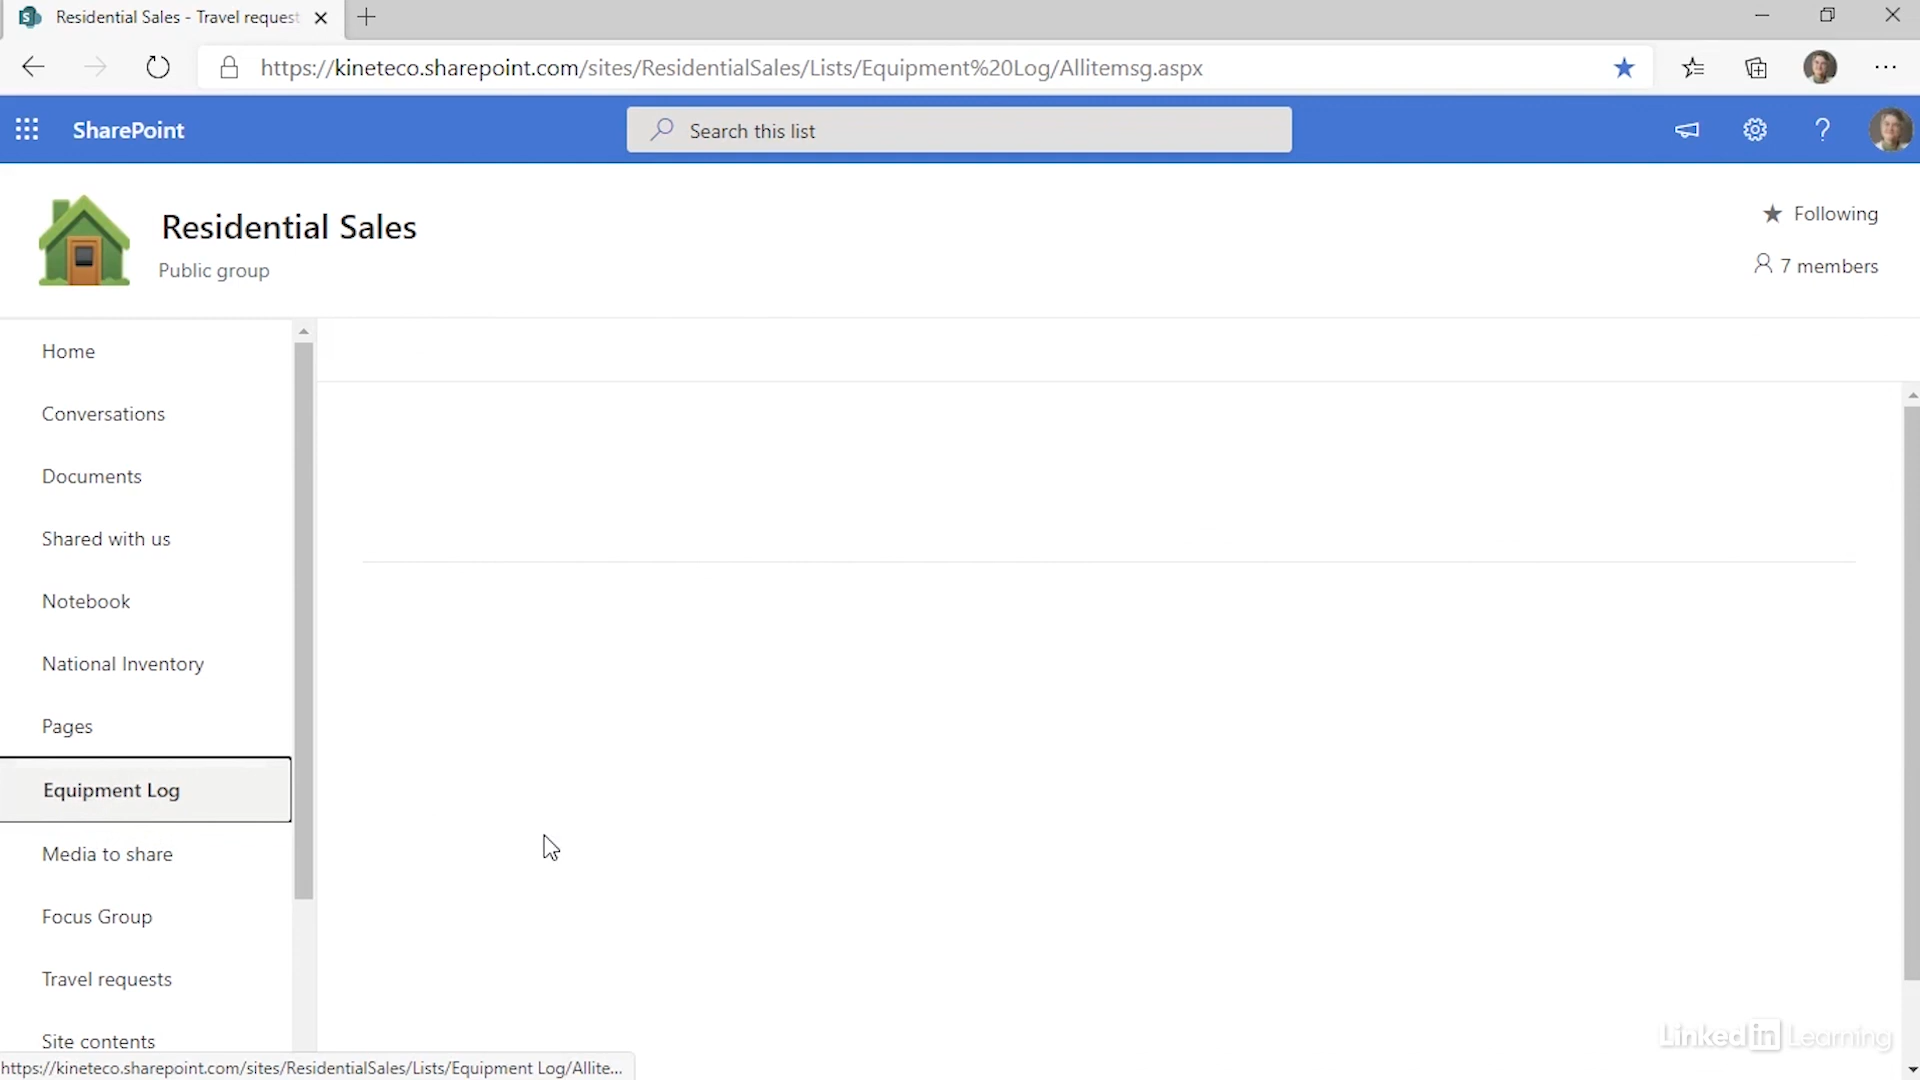 Residential Sales - Travel request
https://kineteco.sharepoint.com/sites/ResidentialSales/Lists/Equipment%20Log/Allitemsg.aspx
SharePoint
Search this list
Residential Sales
Public group
Following
7 members
Home
Conversations
Documents
Shared with us
Notebook
National Inventory
Pages
Equipment Log
Media to share
Focus Group
Travel requests
Site contents
https://kineteco.sharepoint.com/sites/ResidentialSales/Lists/Equipment Log/Allite...
LinkedIn Learning